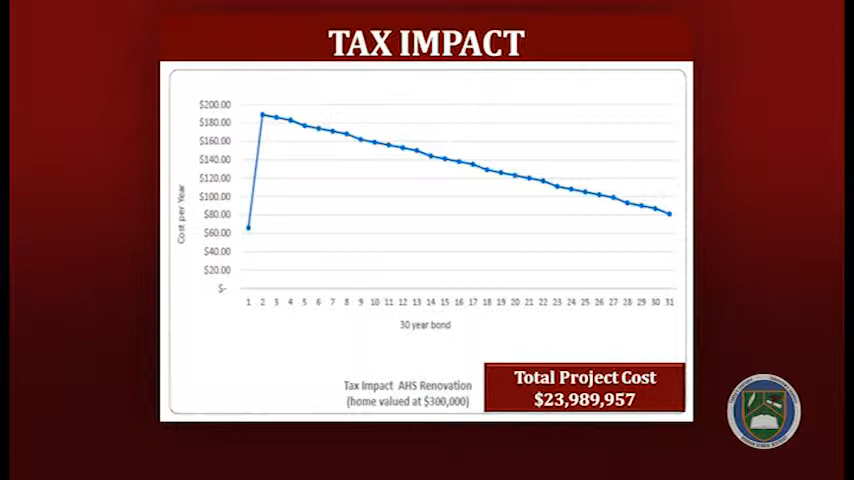 TAX IMPACT
$200.00
$180.00
$160.00
$140.00
$120.00
$100.00
$80.00
$60.00
$40.00
$20.00
$-
Cost per Year
1 2 3 4 5 6 7 8 9 10 11 12 13 14 15 16 17 18 19 20 21 22 23 24 25 26 27 28 29 30 31
30 year bond
Tax Impact AHS Renovation
(home valued at $300,000)
Total Project Cost
$23,989,957